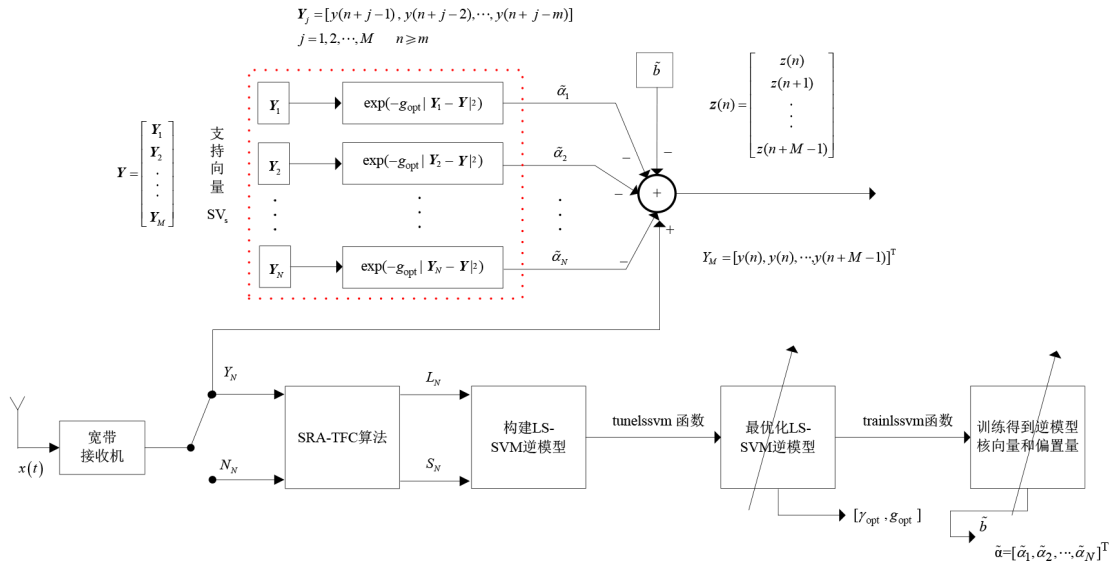 Y_j=[y(n+j−1),y(n+j−2),⋯,y(n+j−m)]
j=1,2,⋯,M n⩾m
Y=[Y_1 Y_2 ⋮ Y_M]
支持向量
SV_s
Y_1
exp(−g_opt|Y_1−Y|²)
α̃_1
Y_2
exp(−g_opt|Y_2−Y|²)
α̃_2
Y_N
exp(−g_opt|Y_N−Y|²)
α̃_N
b̃
−
−
−
−
+
+
z(n)=[z(n) z(n+1) ⋮ z(n+M−1)]
Y_M=[y(n),y(n),⋯,y(n+M−1)]^T
x(t)
宽带
接收机
Y_N
N_N
SRA-TFC算法
L_N
S_N
构建LS-
SVM逆模型
tunelssvm 函数
最优化LS-
SVM逆模型
trainlssvm函数
训练得到逆模型
核向量和偏置量
[γ_opt,g_opt]
b̃
α̃=[α̃_1,α̃_2,⋯,α̃_N]^T